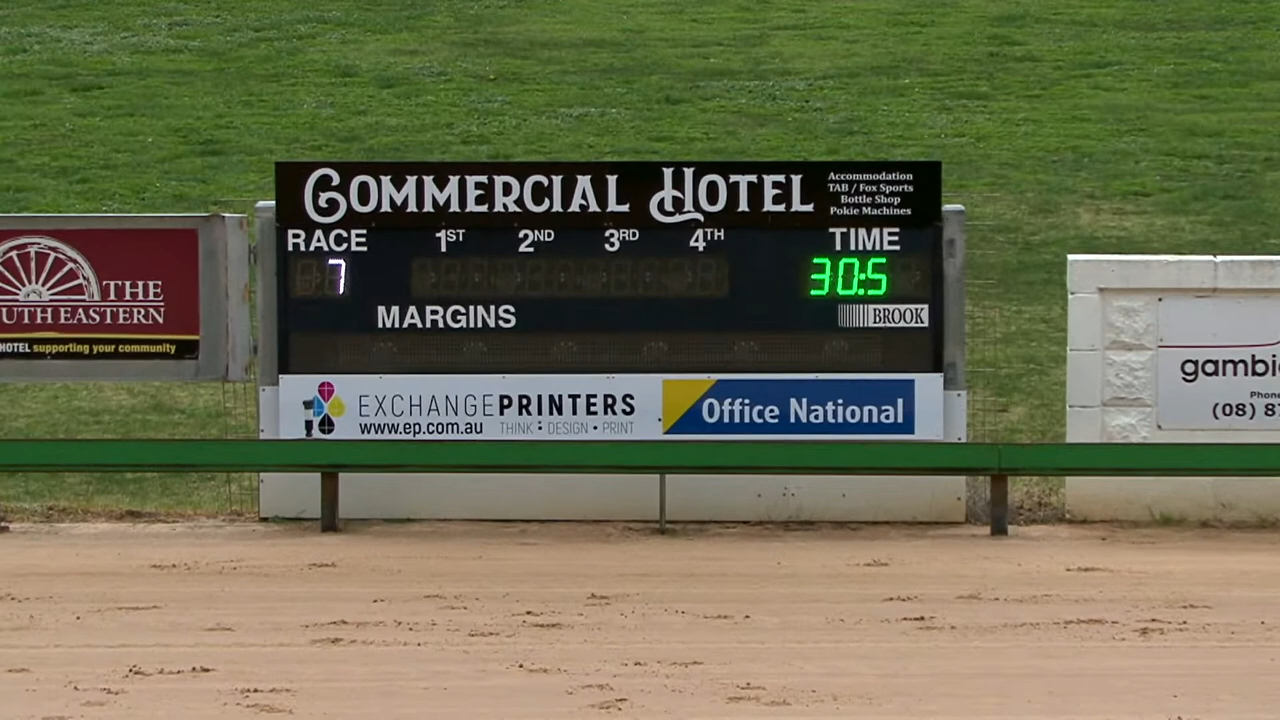 COMMERCIAL HOTEL
Accommodation
TAB / Fox Sports
Bottle Shop
Pokie Machines
RACE 1ST 2ND 3RD 4TH TIME
7 30:5
MARGINS
BROOK
EXCHANGEPRINTERS
www.ep.com.au THINK • DESIGN • PRINT
Office National
THE
UTH EASTERN
HOTEL supporting your community
gambi
Phone
(08) 87